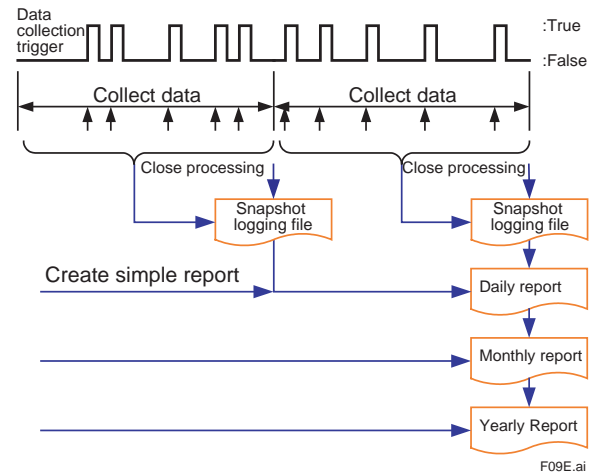 Data
collection
trigger
:True
:False
Collect data
Collect data
Close processing
Close processing
Snapshot
logging file
Snapshot
logging file
Create simple report
Daily report
Monthly report
Yearly Report
F09E.ai